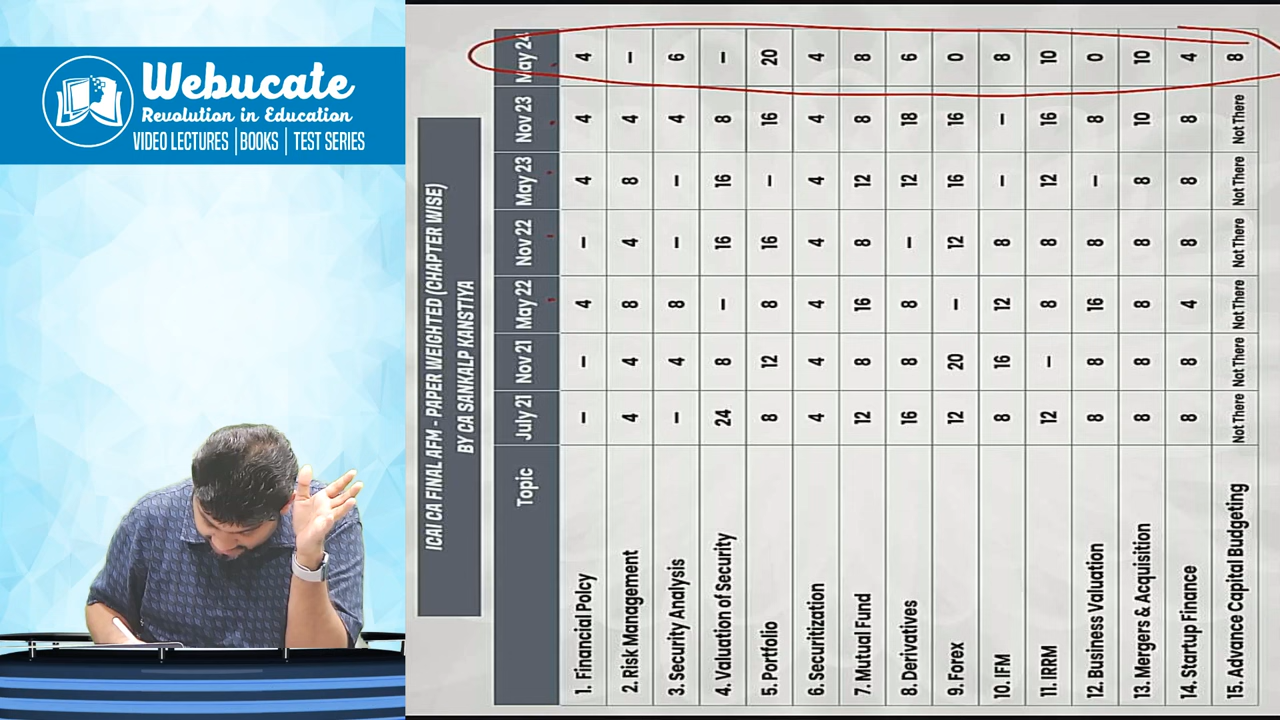 Webucate
Revolution in Education
VIDEO LECTURES | BOOKS | TEST SERIES
ICAI CA FINAL AFM - PAPER WEIGHTED (CHAPTER WISE)
BY CA SANKALP KANSTIYA
Topic July 21 Nov 21 May 22 Nov 22 May 23 Nov 23 May 24
1. Financial Polcy – – 4 – 4 4 4
2. Risk Management 4 4 8 4 8 4 –
3. Security Analysis – 4 8 – – 4 6
4. Valuation of Security 24 8 – 16 16 8 –
5. Portfolio 8 12 8 16 – 16 20
6. Securitization 4 4 4 4 4 4 4
7. Mutual Fund 12 8 16 8 12 8 8
8. Derivatives 16 8 8 – 12 18 6
9. Forex 12 20 – 12 16 16 0
10. IFM 8 16 12 8 – – 8
11. IRRM 12 – 8 8 12 16 10
12. Business Valuation 8 8 16 8 – 8 0
13. Mergers & Acquisition 8 8 8 8 8 10 10
14. Startup Finance 8 8 4 8 8 8 4
15. Advance Capital Budgeting Not There Not There Not There Not There Not There Not There 8